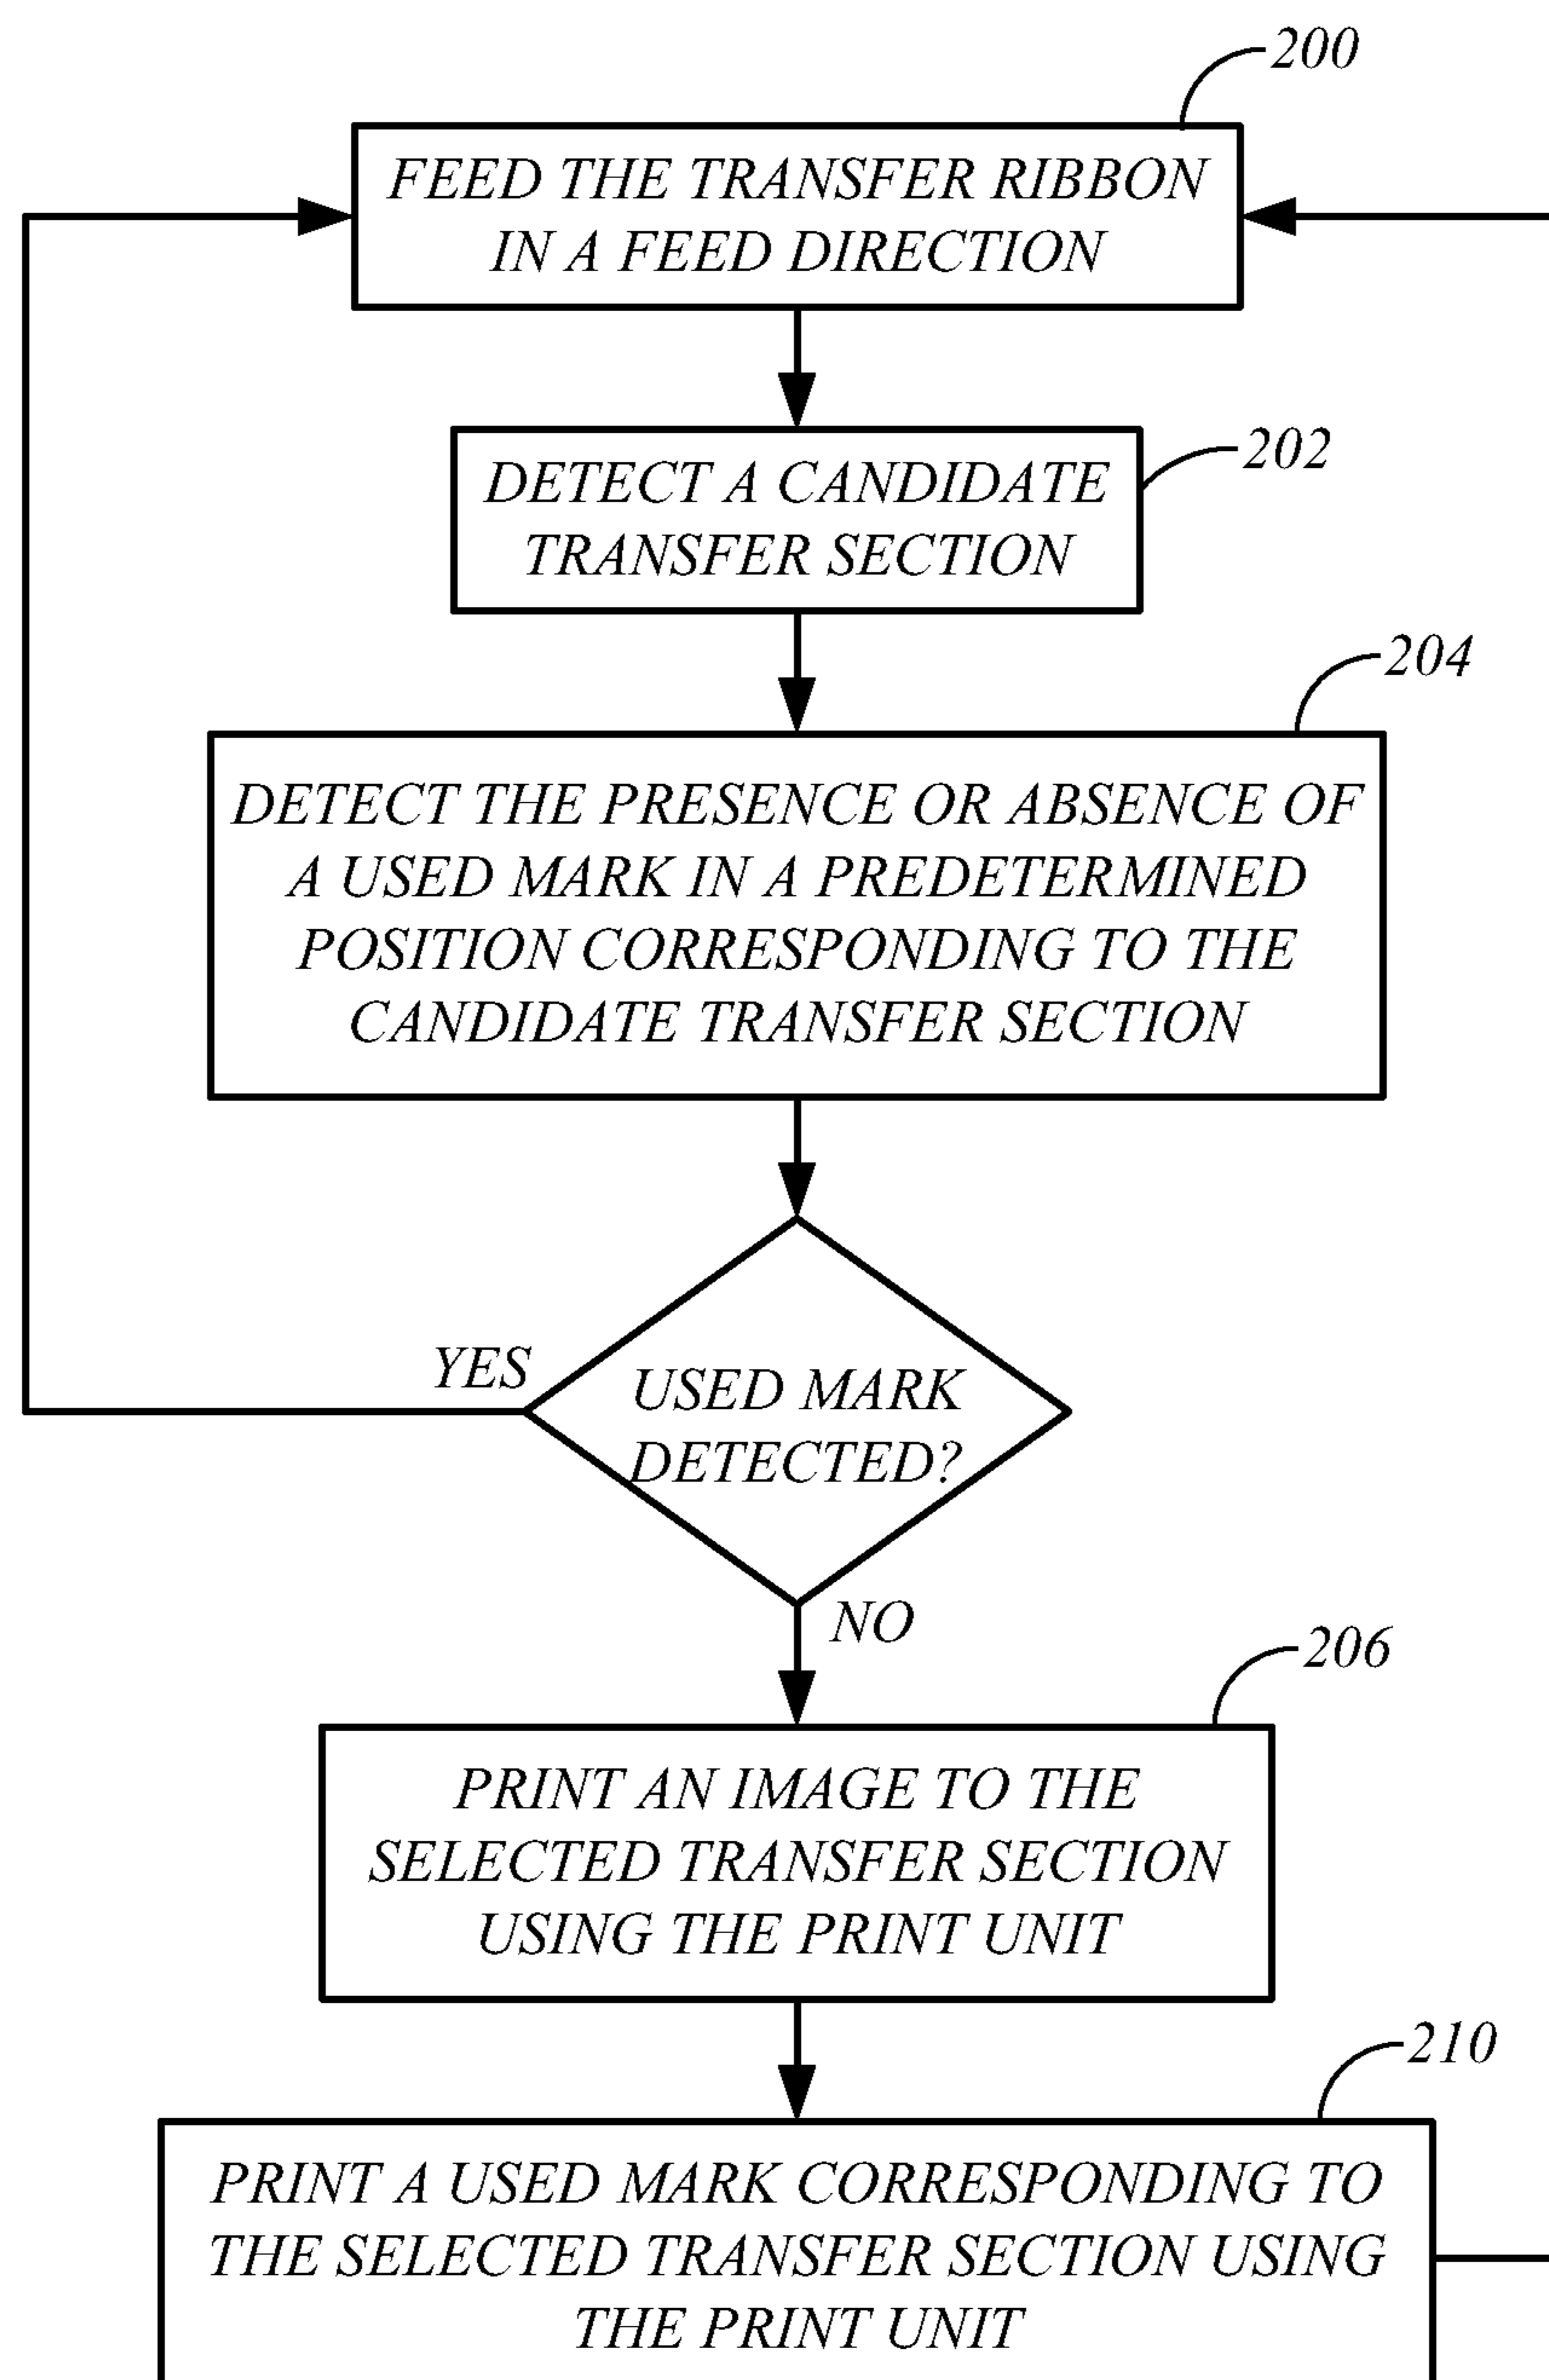 200
FEED THE TRANSFER RIBBON
IN A FEED DIRECTION
202
DETECT A CANDIDATE
TRANSFER SECTION
204
DETECT THE PRESENCE OR ABSENCE OF
A USED MARK IN A PREDETERMINED
POSITION CORRESPONDING TO THE
CANDIDATE TRANSFER SECTION
YES
USED MARK
DETECTED?
NO
206
PRINT AN IMAGE TO THE
SELECTED TRANSFER SECTION
USING THE PRINT UNIT
210
PRINT A USED MARK CORRESPONDING TO
THE SELECTED TRANSFER SECTION USING
THE PRINT UNIT